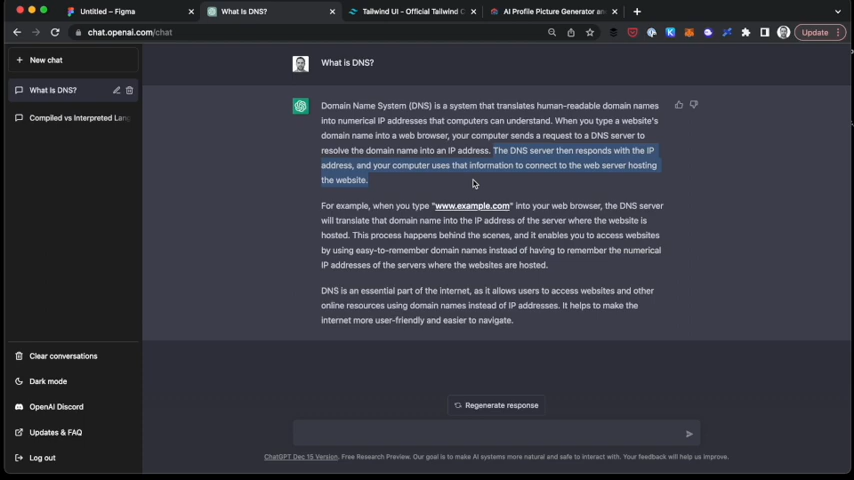 Untitled – Figma
What Is DNS?
Tailwind UI - Official Tailwind C
AI Profile Picture Generator an
chat.openai.com/chat
Update
New chat
What is DNS?
Compiled vs Interpreted Lang
Clear conversations
Dark mode
OpenAI Discord
Updates & FAQ
Log out
What is DNS?
Domain Name System (DNS) is a system that translates human-readable domain names
into numerical IP addresses that computers can understand. When you type a website's
domain name into a web browser, your computer sends a request to a DNS server to
resolve the domain name into an IP address. The DNS server then responds with the IP
address, and your computer uses that information to connect to the web server hosting
the website.
For example, when you type "www.example.com" into your web browser, the DNS server
will translate that domain name into the IP address of the server where the website is
hosted. This process happens behind the scenes, and it enables you to access websites
by using easy-to-remember domain names instead of having to remember the numerical
IP addresses of the servers where the websites are hosted.
DNS is an essential part of the internet, as it allows users to access websites and other
online resources using domain names instead of IP addresses. It helps to make the
internet more user-friendly and easier to navigate.
Regenerate response
ChatGPT Dec 15 Version. Free Research Preview. Our goal is to make AI systems more natural and safe to interact with. Your feedback will help us improve.